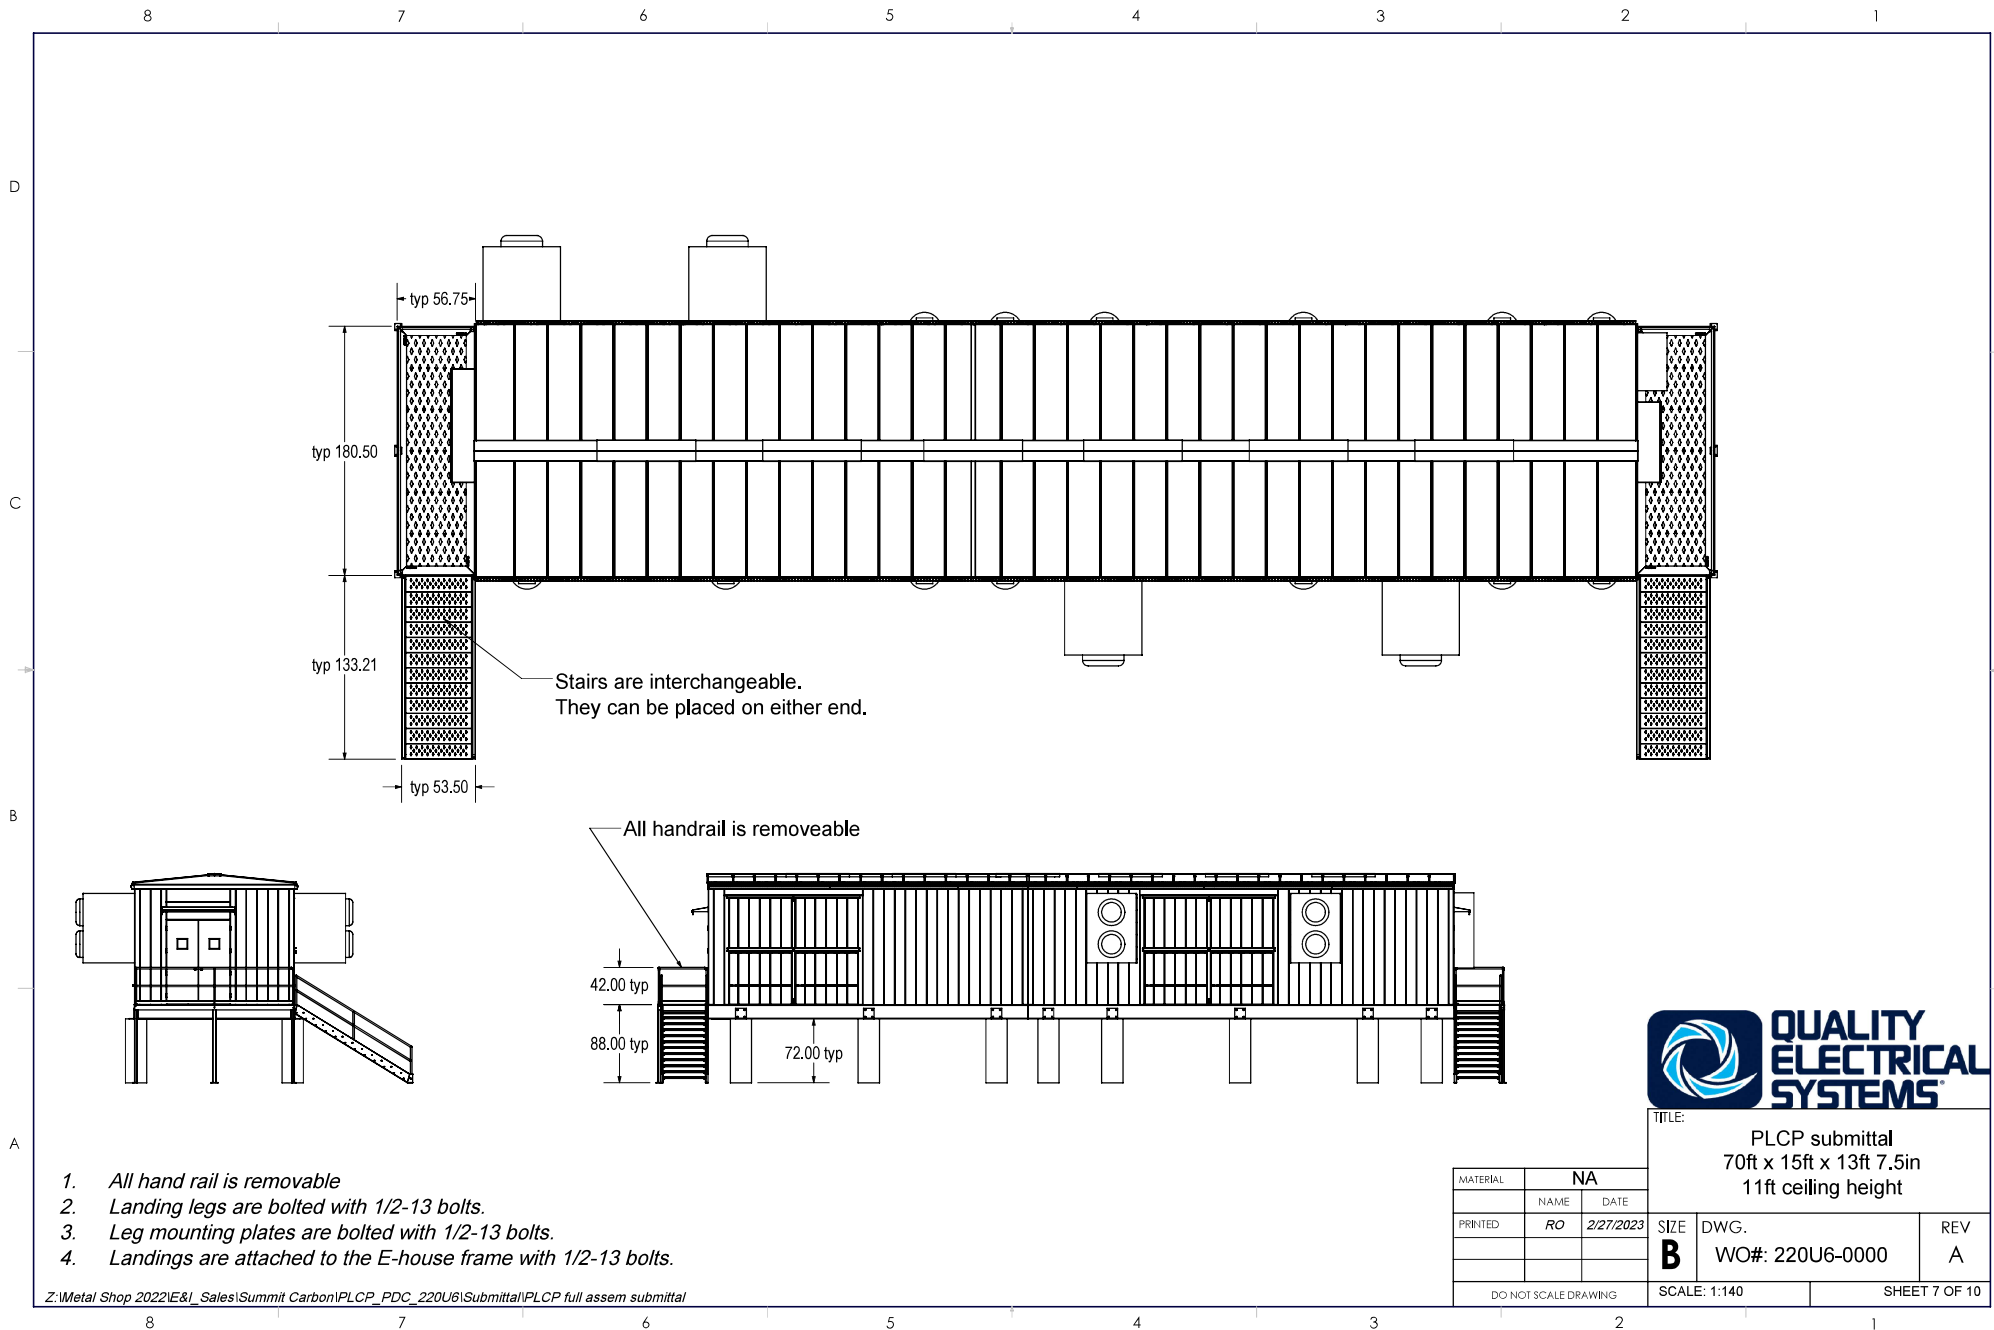 8 7 6 5 4 3 2 1
D
C
B
A
typ 56.75
typ 180.50
typ 133.21
Stairs are interchangeable.
They can be placed on either end.
typ 53.50
All handrail is removeable
42.00 typ
88.00 typ
72.00 typ
QUALITY
ELECTRICAL
SYSTEMS
TITLE:
PLCP submittal
70ft x 15ft x 13ft 7.5in
11ft ceiling height
1. All hand rail is removable
2. Landing legs are bolted with 1/2-13 bolts.
3. Leg mounting plates are bolted with 1/2-13 bolts.
4. Landings are attached to the E-house frame with 1/2-13 bolts.
MATERIAL NA
NAME DATE
PRINTED RO 2/27/2023
SIZE DWG. REV
B WO#: 220U6-0000 A
DO NOT SCALE DRAWING SCALE: 1:140 SHEET 7 OF 10
Z:\Metal Shop 2022\E&I_Sales\Summit Carbon\PLCP_PDC_220U6\Submittal\PLCP full assem submittal
8 7 6 5 4 3 2 1